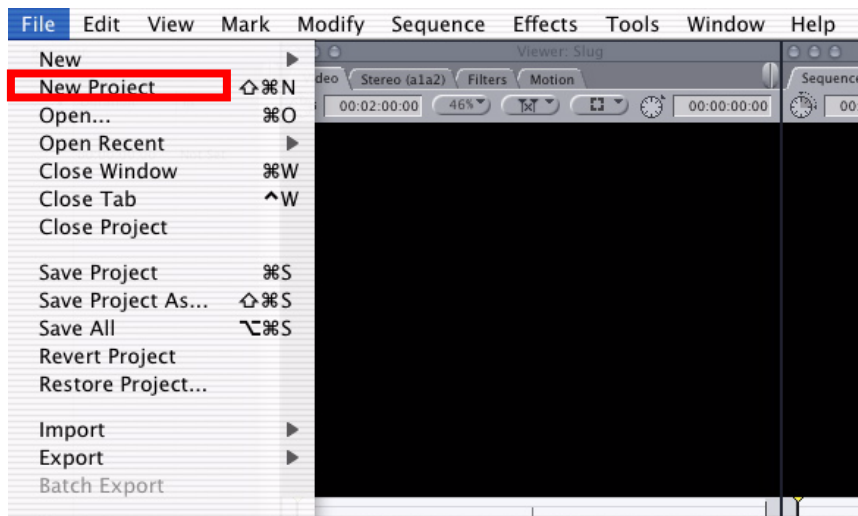 File Edit View Mark Modify Sequence Effects Tools Window Help
New
New Project ⇧⌘N
Open... ⌘O
Open Recent
Close Window ⌘W
Close Tab ^W
Close Project
Save Project ⌘S
Save Project As... ⇧⌘S
Save All ⌥⌘S
Revert Project
Restore Project...
Import
Export
Batch Export
Viewer: Slug
deo Stereo (a1a2) Filters Motion
00:02:00:00 46% 00:00:00:00
Sequence
00